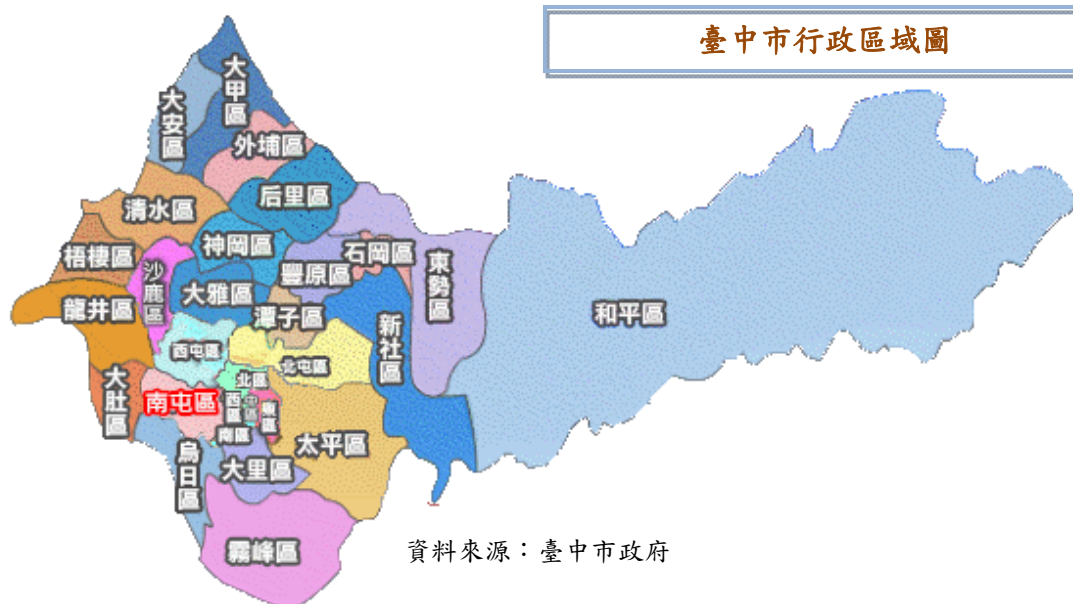 臺中市行政區域圖
大甲區
大安區
外埔區
后里區
清水區
神岡區
石岡區
梧棲區
沙鹿區
豐原區
東勢區
大雅區
龍井區
潭子區
新社區
和平區
西屯區
北屯區
北區
大肚區
南屯區
西區
中區
東區
南區
太平區
烏日區
大里區
霧峰區
資料來源：臺中市政府